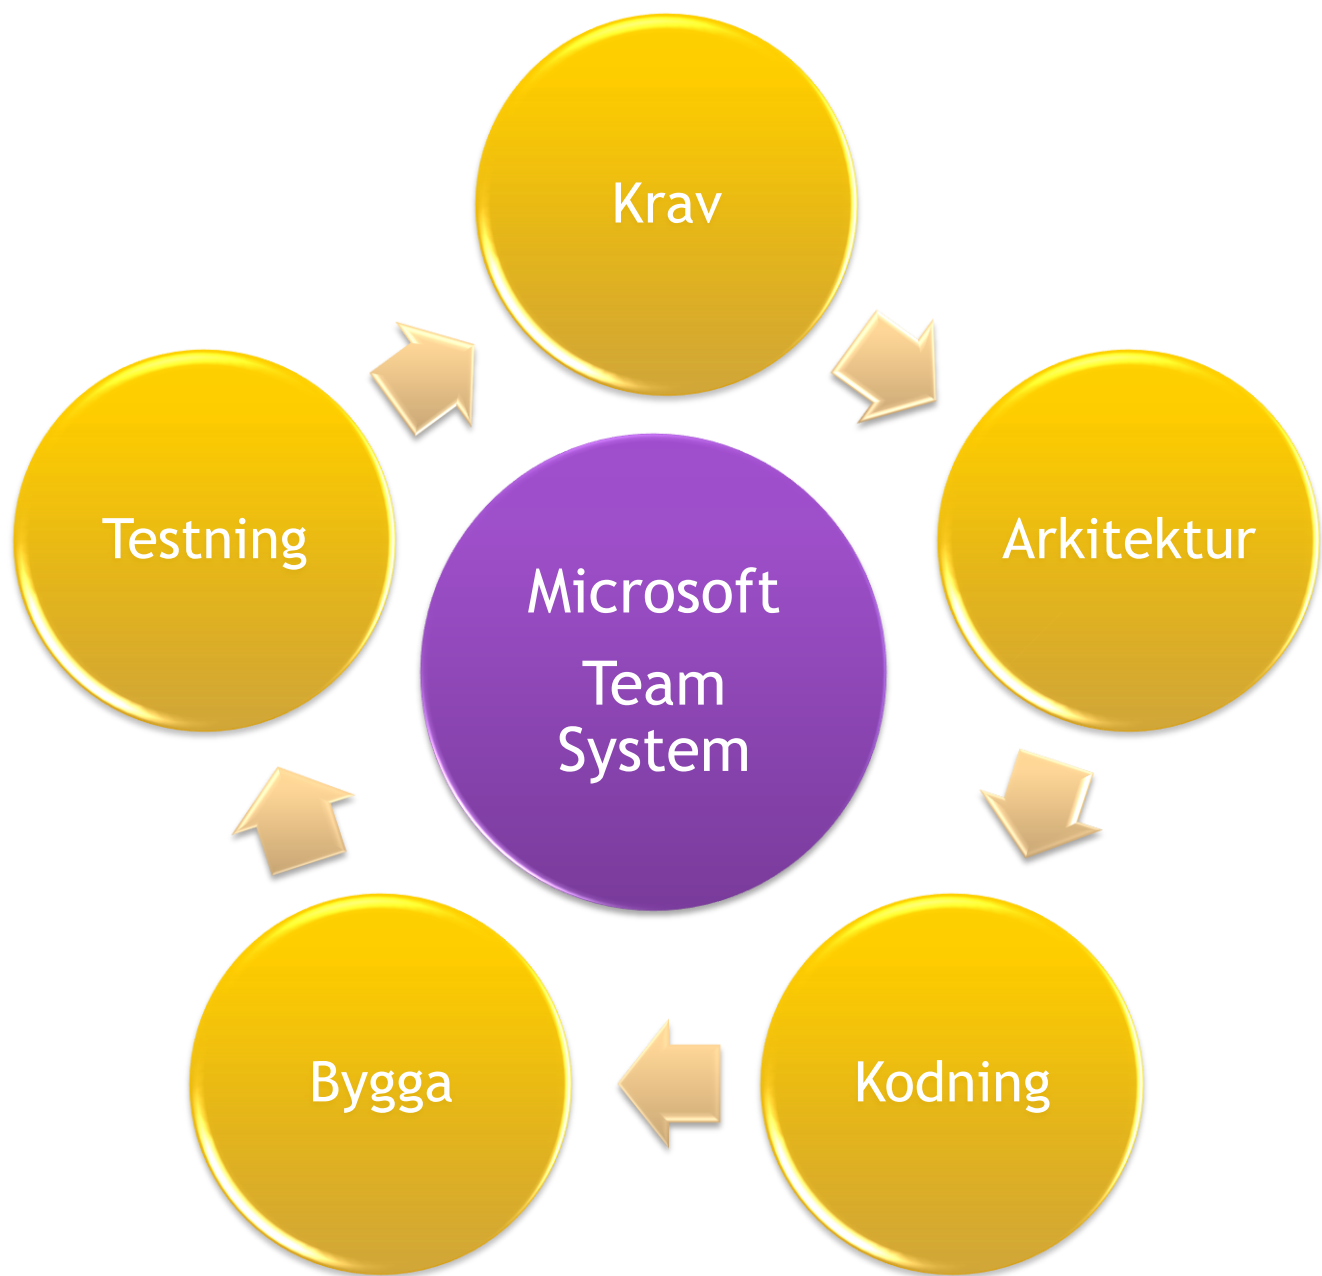 Krav
Testning
Arkitektur
Microsoft
Team
System
Bygga
Kodning